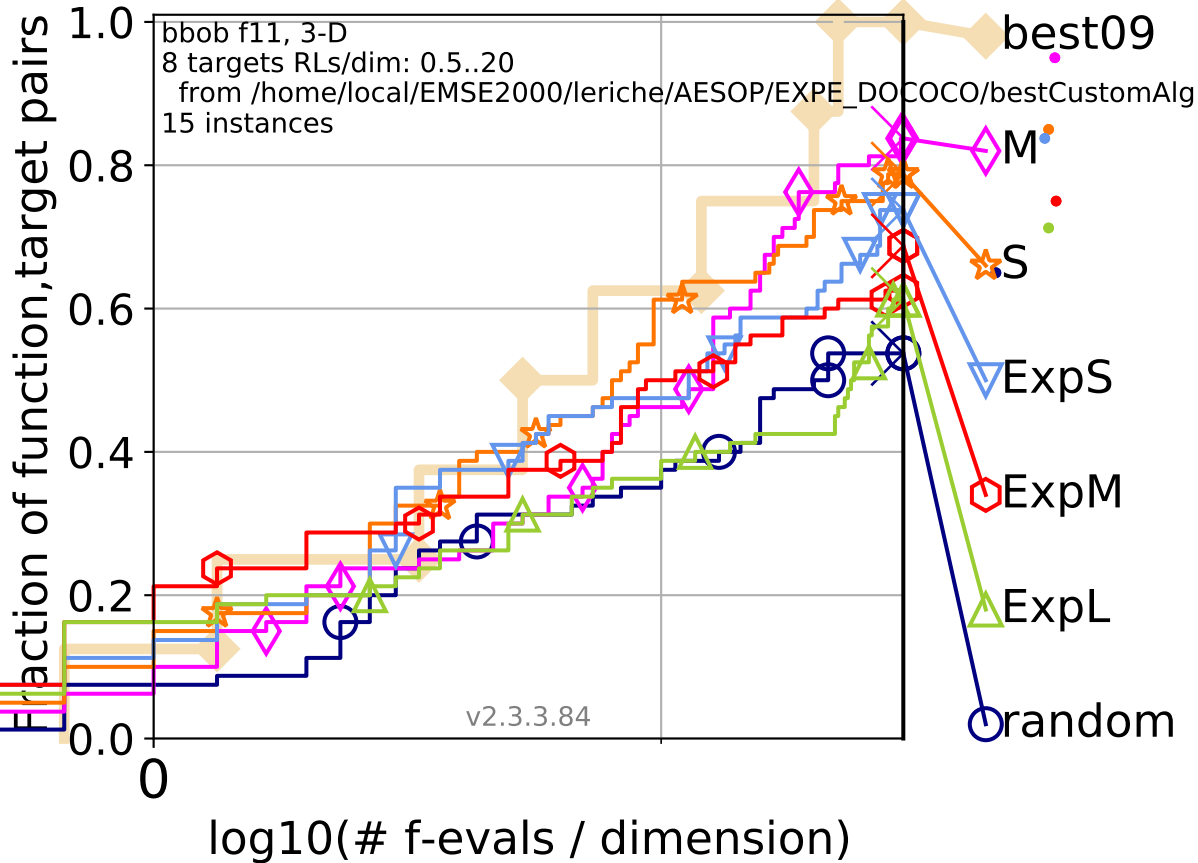 bbob f11, 3-D
8 targets RLs/dim: 0.5..20
from /home/local/EMSE2000/leriche/AESOP/EXPE_DOCOCO/bestCustomAlg
15 instances
Fraction of function,target pairs
1.0
0.8
0.6
0.4
0.2
0.0
0
log10(# f-evals / dimension)
v2.3.3.84
best09
M
S
ExpS
ExpM
ExpL
random